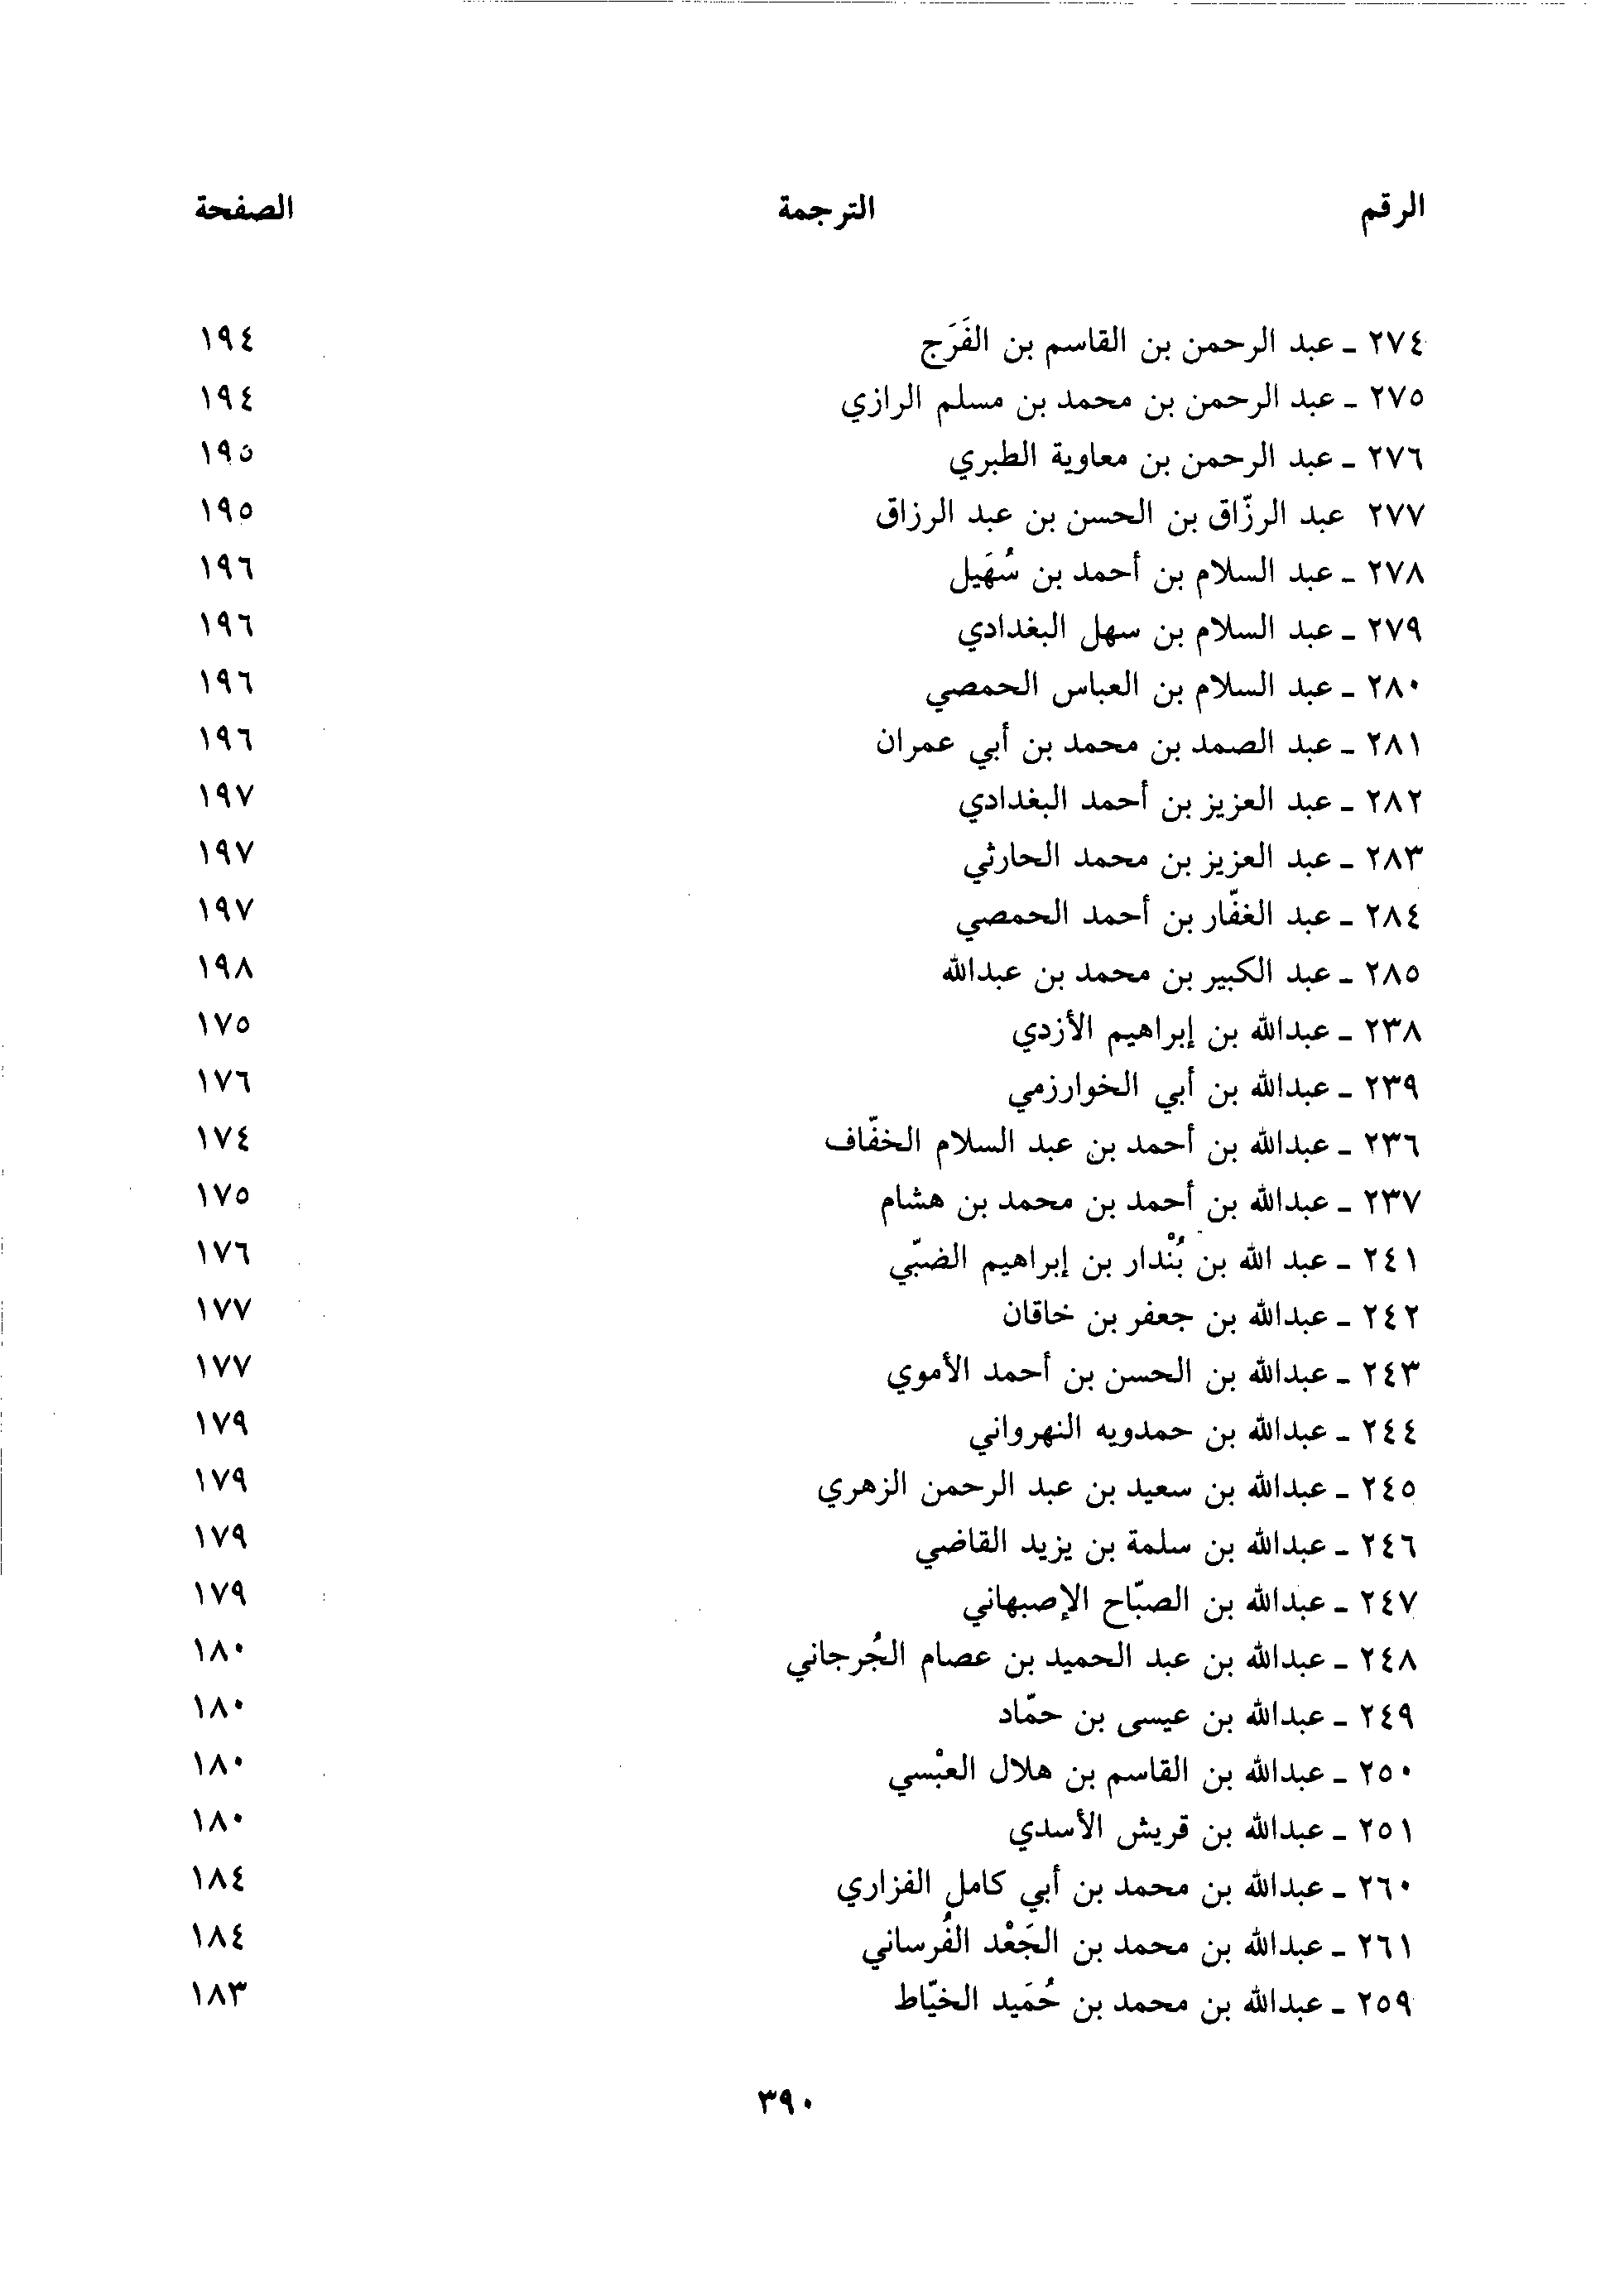 الرقم الترجمة الصفحة
٢٧٤ ـ عبد الرحمن بن القاسم بن الفَرَج ١٩٤
٢٧٥ ـ عبد الرحمن بن محمد بن مسلم الرازي ١٩٤
٢٧٦ ـ عبد الرحمن بن معاوية الطبري ١٩٥
٢٧٧ عبد الرزّاق بن الحسن بن عبد الرزاق ١٩٥
٢٧٨ ـ عبد السلام بن أحمد بن سُهَيل ١٩٦
٢٧٩ ـ عبد السلام بن سهل البغدادي ١٩٦
٢٨٠ ـ عبد السلام بن العباس الحمصي ١٩٦
٢٨١ ـ عبد الصمد بن محمد بن أبي عمران ١٩٦
٢٨٢ ـ عبد العزيز بن أحمد البغدادي ١٩٧
٢٨٣ ـ عبد العزيز بن محمد الحارثي ١٩٧
٢٨٤ ـ عبد الغفّار بن أحمد الحمصي ١٩٧
٢٨٥ ـ عبد الكبير بن محمد بن عبدالله ١٩٨
٢٣٨ ـ عبدالله بن إبراهيم الأزدي ١٧٥
٢٣٩ ـ عبدالله بن أبي الخوارزمي ١٧٦
٢٣٦ ـ عبدالله بن أحمد بن عبد السلام الخفّاف ١٧٤
٢٣٧ ـ عبدالله بن أحمد بن محمد بن هشام ١٧٥
٢٤١ ـ عبد الله بن بُنْدار بن إبراهيم الضبّي ١٧٦
٢٤٢ ـ عبدالله بن جعفر بن خاقان ١٧٧
٢٤٣ ـ عبدالله بن الحسن بن أحمد الأموي ١٧٧
٢٤٤ ـ عبدالله بن حمدويه النهرواني ١٧٩
٢٤٥ ـ عبدالله بن سعيد بن عبد الرحمن الزهري ١٧٩
٢٤٦ ـ عبدالله بن سلمة بن يزيد القاضي ١٧٩
٢٤٧ ـ عبدالله بن الصبّاح الإصبهاني ١٧٩
٢٤٨ ـ عبدالله بن عبد الحميد بن عصام الجُرجاني ١٨٠
٢٤٩ ـ عبدالله بن عيسى بن حمّاد ١٨٠
٢٥٠ ـ عبدالله بن القاسم بن هلال العبْسي ١٨٠
٢٥١ ـ عبدالله بن قريش الأسدي ١٨٠
٢٦٠ ـ عبدالله بن محمد بن أبي كامل الفزاري ١٨٤
٢٦١ ـ عبدالله بن محمد بن الجَعْد الفُرساني ١٨٤
٢٥٩ ـ عبدالله بن محمد بن حُمَيد الخيّاط ١٨٣
٣٩٠